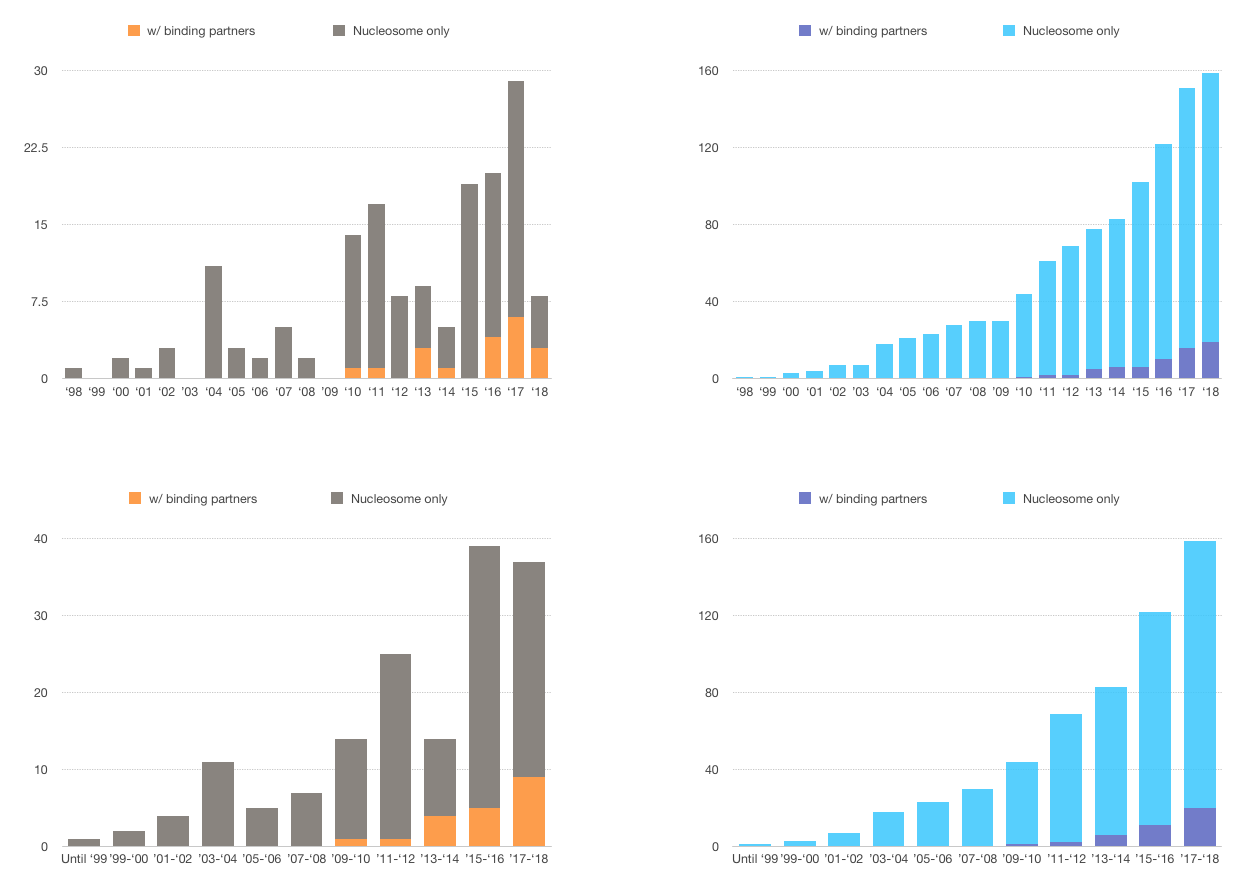 w/ binding partners Nucleosome only
30
22.5
15
7.5
0
‘98 ‘99 ‘00 ‘01 ‘02 ‘03 ‘04 ‘05 ‘06 ‘07 ‘08 ‘09 ‘10 ‘11 ‘12 ‘13 ‘14 ‘15 ‘16 ‘17 ‘18
w/ binding partners Nucleosome only
160
120
80
40
0
‘98 ‘99 ‘00 ‘01 ‘02 ‘03 ‘04 ‘05 ‘06 ‘07 ‘08 ‘09 ‘10 ‘11 ‘12 ‘13 ‘14 ‘15 ‘16 ‘17 ‘18
w/ binding partners Nucleosome only
40
30
20
10
0
Until ‘99 ’99-‘00 ’01-‘02 ’03-‘04 ’05-‘06 ’07-‘08 ’09-‘10 ’11-‘12 ’13-‘14 ’15-‘16 ’17-‘18
w/ binding partners Nucleosome only
160
120
80
40
0
Until ‘99 ’99-‘00 ’01-‘02 ’03-‘04 ’05-‘06 ’07-‘08 ’09-‘10 ’11-‘12 ’13-‘14 ’15-‘16 ’17-‘18